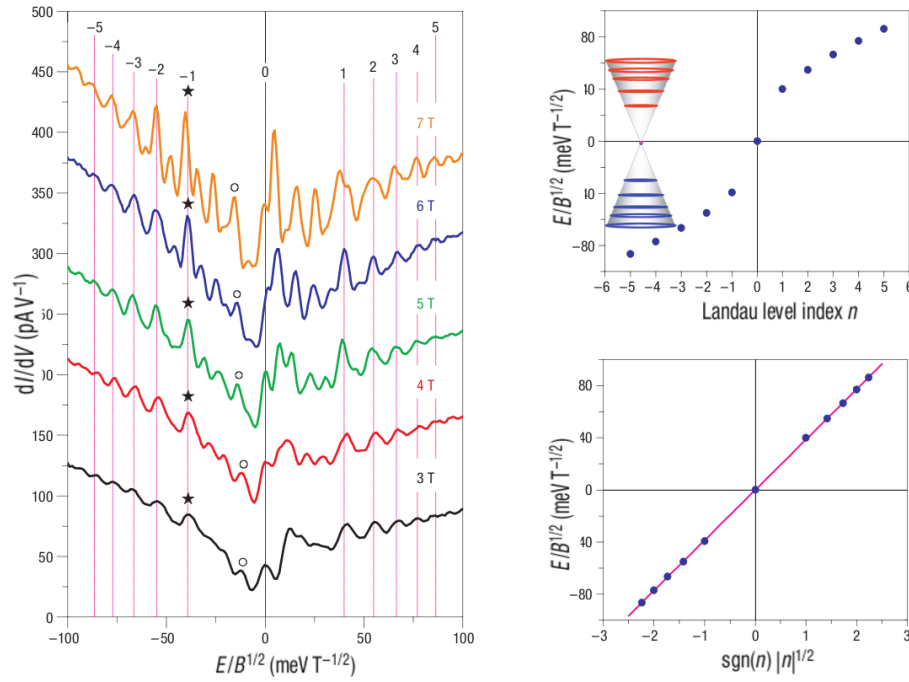 500
450
400
350
300
50
00
150
100
50
0
dI/dV (pA V⁻¹)
−5
−4
−3
−2
−1
0
1
2
3
4
5
7 T
6 T
5 T
4 T
3 T
−100
−50
0
50
100
E/B^{1/2} (meV T^{−1/2})
80
10
0
10
−80
E/B^{1/2} (meV T^{−1/2})
−6 −5 −4 −3 −2 −1 0 1 2 3 4 5 6
Landau level index n
80
40
0
−80
E/B^{1/2} (meV T^{−1/2})
−3 −2 −1 0 1 2 3
sgn(n) |n|^{1/2}